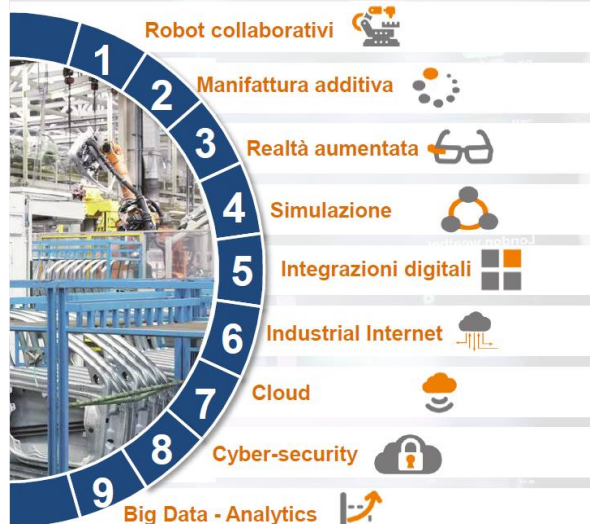 1 Robot collaborativi
2 Manifattura additiva
3 Realtà aumentata
4 Simulazione
5 Integrazioni digitali
6 Industrial Internet
7 Cloud
8 Cyber-security
9 Big Data - Analytics